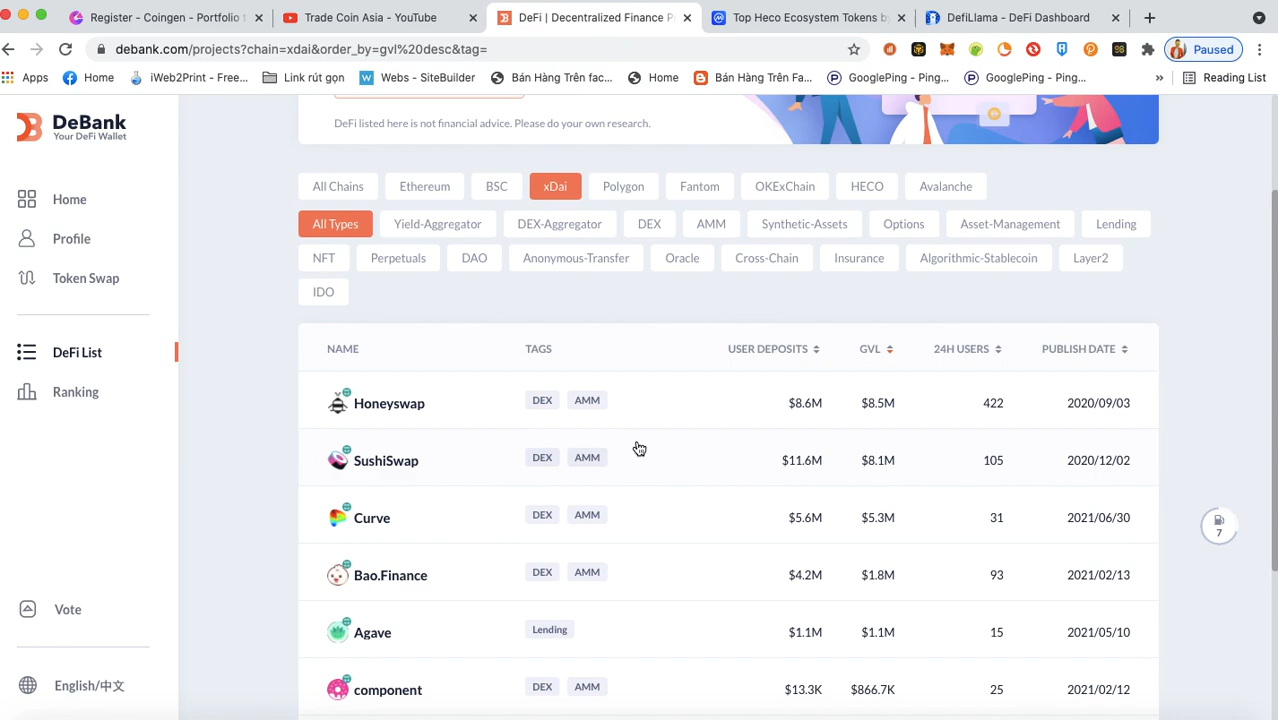 Register - Coingen - Portfolio t
Trade Coin Asia - YouTube
DeFi | Decentralized Finance P
Top Heco Ecosystem Tokens by
DefiLlama - DeFi Dashboard
debank.com/projects?chain=xdai&order_by=gvl%20desc&tag=
Paused
Apps
Home
iWeb2Print - Free...
Link rút gọn
Webs - SiteBuilder
Bán Hàng Trên fac...
Home
Bán Hàng Trên Fa...
GooglePing - Ping...
GooglePing - Ping...
»
Reading List
DeBank
Your DeFi Wallet
DeFi listed here is not financial advice. Please do your own research.
Home
Profile
Token Swap
DeFi List
Ranking
Vote
English/中文
All Chains Ethereum BSC xDai Polygon Fantom OKExChain HECO Avalanche
All Types Yield-Aggregator DEX-Aggregator DEX AMM Synthetic-Assets Options Asset-Management Lending
NFT Perpetuals DAO Anonymous-Transfer Oracle Cross-Chain Insurance Algorithmic-Stablecoin Layer2
IDO
NAME TAGS USER DEPOSITS GVL 24H USERS PUBLISH DATE
Honeyswap DEX AMM $8.6M $8.5M 422 2020/09/03
SushiSwap DEX AMM $11.6M $8.1M 105 2020/12/02
Curve DEX AMM $5.6M $5.3M 31 2021/06/30
Bao.Finance DEX AMM $4.2M $1.8M 93 2021/02/13
Agave Lending $1.1M $1.1M 15 2021/05/10
component DEX AMM $13.3K $866.7K 25 2021/02/12
7